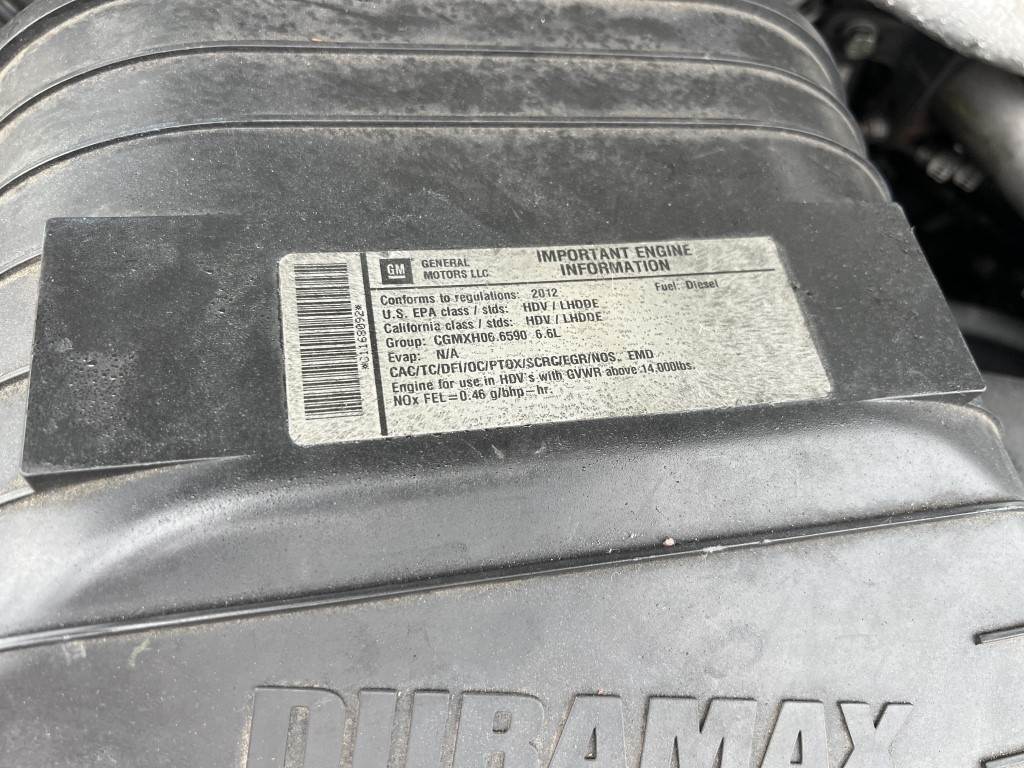 *31168092*
GM
GENERAL
MOTORS LLC.
IMPORTANT ENGINE
INFORMATION
Conforms to regulations: 2012 Fuel: Diesel
U.S. EPA class / stds: HDV / LHDDE
California class / stds: HDV / LHDDE
Group: CGMXH06.6590 6.6L
Evap: N/A
CAC/TC/DFI/OC/PTOX/SCRC/EGR/NOS, EMD
Engine for use in HDV's with GVWR above 14,000lbs.
NOx FEL=0.46 g/bhp-hr.
DURAMAX